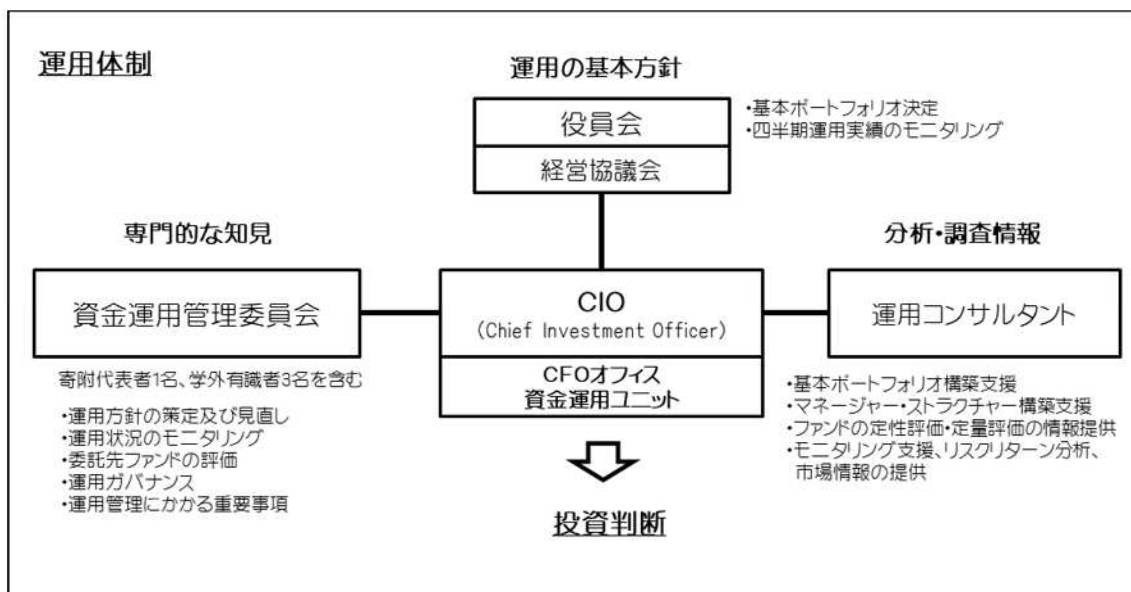 運用体制
運用の基本方針
役員会
経営協議会
・基本ポートフォリオ決定
・四半期運用実績のモニタリング
専門的な知見
資金運用管理委員会
寄附代表者1名、学外有識者3名を含む
・運用方針の策定及び見直し
・運用状況のモニタリング
・委託先ファンドの評価
・運用ガバナンス
・運用管理にかかる重要事項
CIO
(Chief Investment Officer)
CFOオフィス
資金運用ユニット
投資判断
分析・調査情報
運用コンサルタント
・基本ポートフォリオ構築支援
・マネージャー・ストラクチャー構築支援
・ファンドの定性評価・定量評価の情報提供
・モニタリング支援、リスクリターン分析、
市場情報の提供